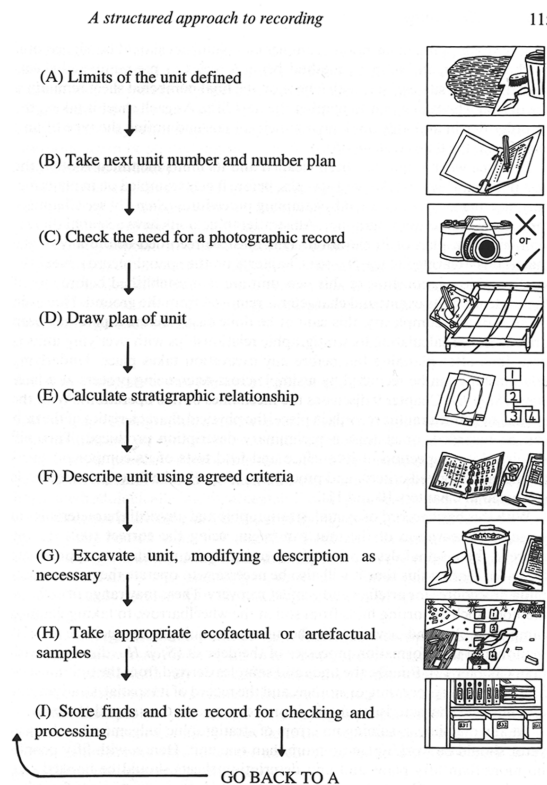 A structured approach to recording
(A) Limits of the unit defined
(B) Take next unit number and number plan
(C) Check the need for a photographic record
or
(D) Draw plan of unit
(E) Calculate stratigraphic relationship
1
2
3 4
(F) Describe unit using agreed criteria
(G) Excavate unit, modifying description as
necessary
(H) Take appropriate ecofactual or artefactual
samples
(I) Store finds and site record for checking and
processing
GO BACK TO A